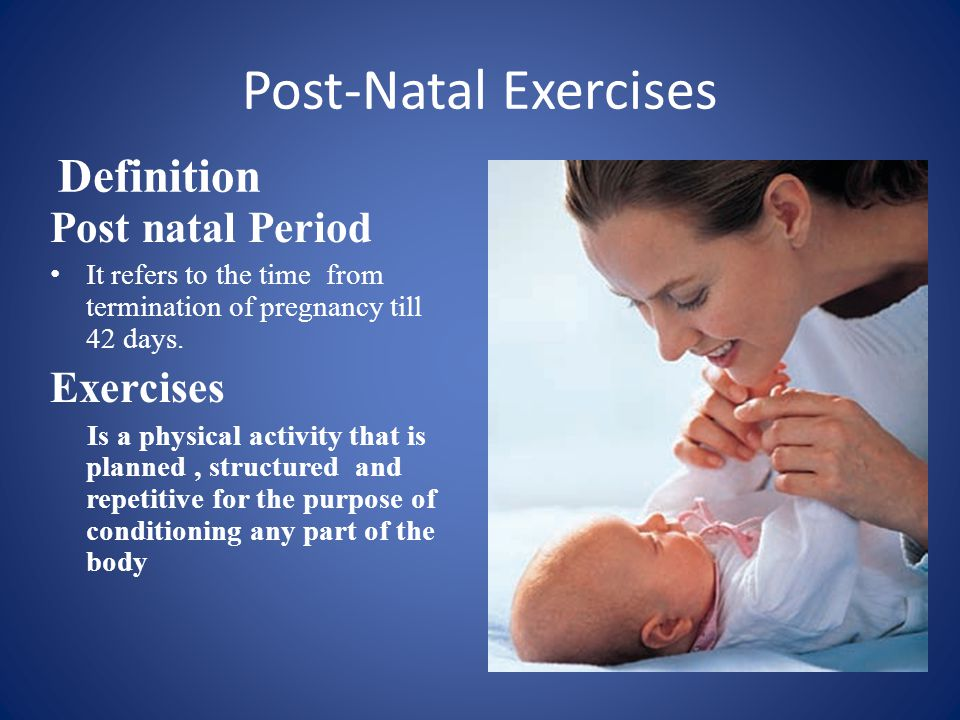 Post-Natal Exercises
Definition
Post natal Period
• It refers to the time from
termination of pregnancy till
42 days.
Exercises
Is a physical activity that is
planned , structured and
repetitive for the purpose of
conditioning any part of the
body